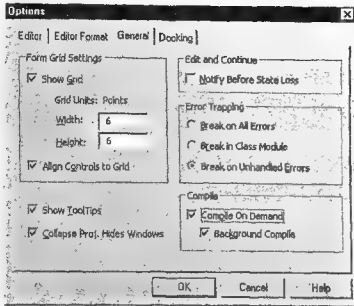 Options
Editor Editor Format General Docking
Form Grid Settings
Show Grid
Grid Units: Points
Width: 6
Height: 6
Align Controls to Grid
Show ToolTips
Collapse Proj. Hides Windows
Edit and Continue
Notify Before State Loss
Error Trapping
Break on All Errors
Break in Class Module
Break on Unhandled Errors
Compile
Compile On Demand
Background Compile
OK Cancel Help